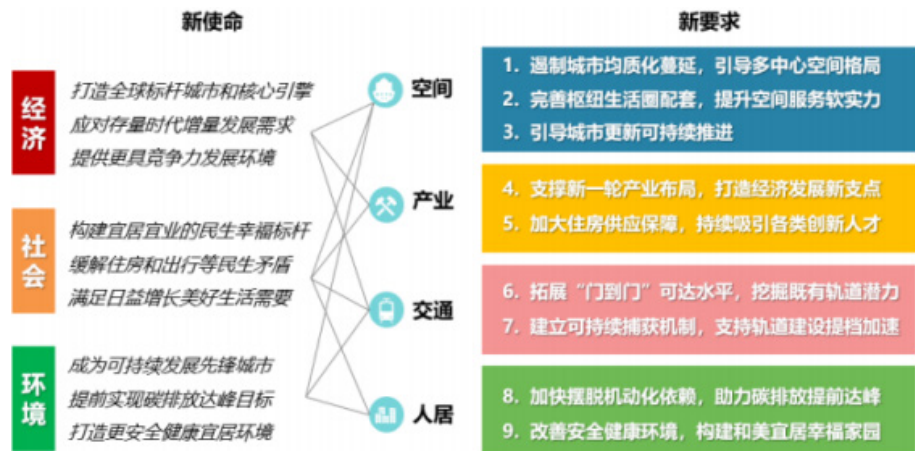 新使命
新要求
经济
打造全球标杆城市和核心引擎
应对存量时代增量发展需求
提供更具竞争力发展环境
社会
构建宜居宜业的民生幸福标杆
缓解住房和出行等民生矛盾
满足日益增长美好生活需要
环境
成为可持续发展先锋城市
提前实现碳排放达峰目标
打造更安全健康宜居环境
空间
产业
交通
人居
1. 遏制城市均质化蔓延，引导多中心空间格局
2. 完善枢纽生活圈配套，提升空间服务软实力
3. 引导城市更新可持续推进
4. 支撑新一轮产业布局，打造经济发展新支点
5. 加大住房供应保障，持续吸引各类创新人才
6. 拓展“门到门”可达水平，挖掘既有轨道潜力
7. 建立可持续捕获机制，支持轨道建设提档加速
8. 加快摆脱机动化依赖，助力碳排放提前达峰
9. 改善安全健康环境，构建和美宜居幸福家园